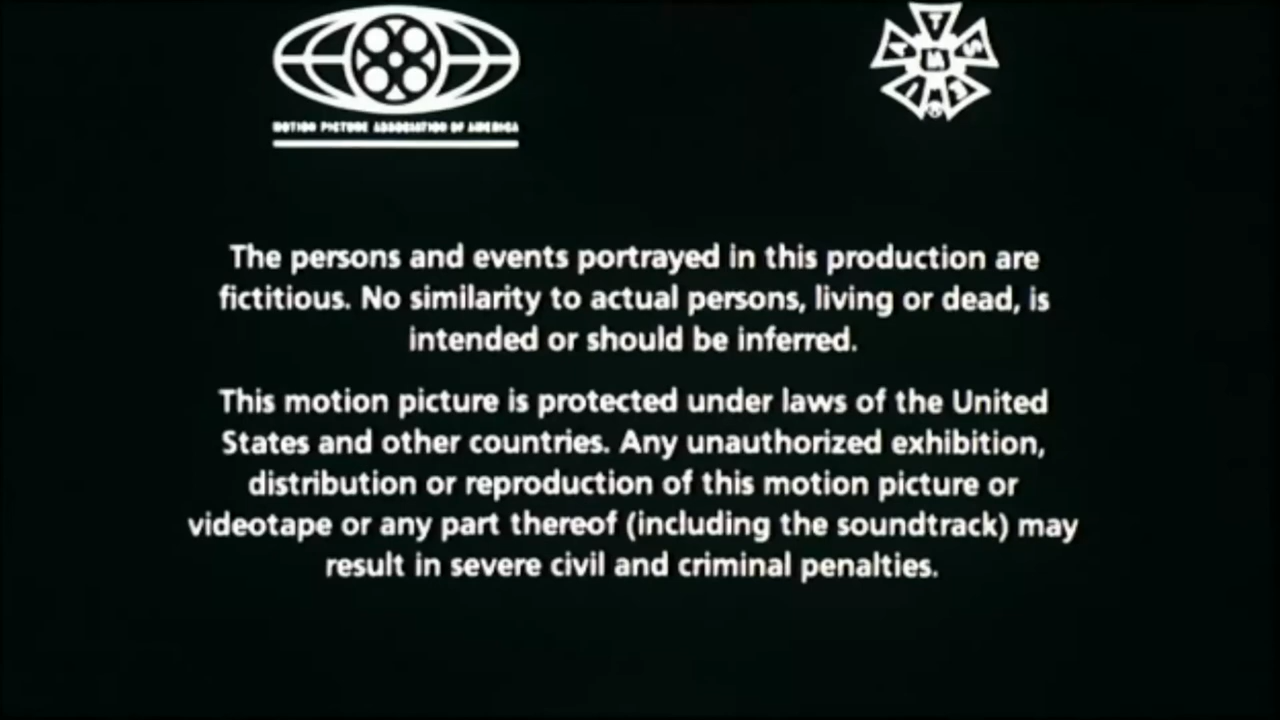 MOTION PICTURE ASSOCIATION OF AMERICA
I A T S E
The persons and events portrayed in this production are
fictitious. No similarity to actual persons, living or dead, is
intended or should be inferred.
This motion picture is protected under laws of the United
States and other countries. Any unauthorized exhibition,
distribution or reproduction of this motion picture or
videotape or any part thereof (including the soundtrack) may
result in severe civil and criminal penalties.